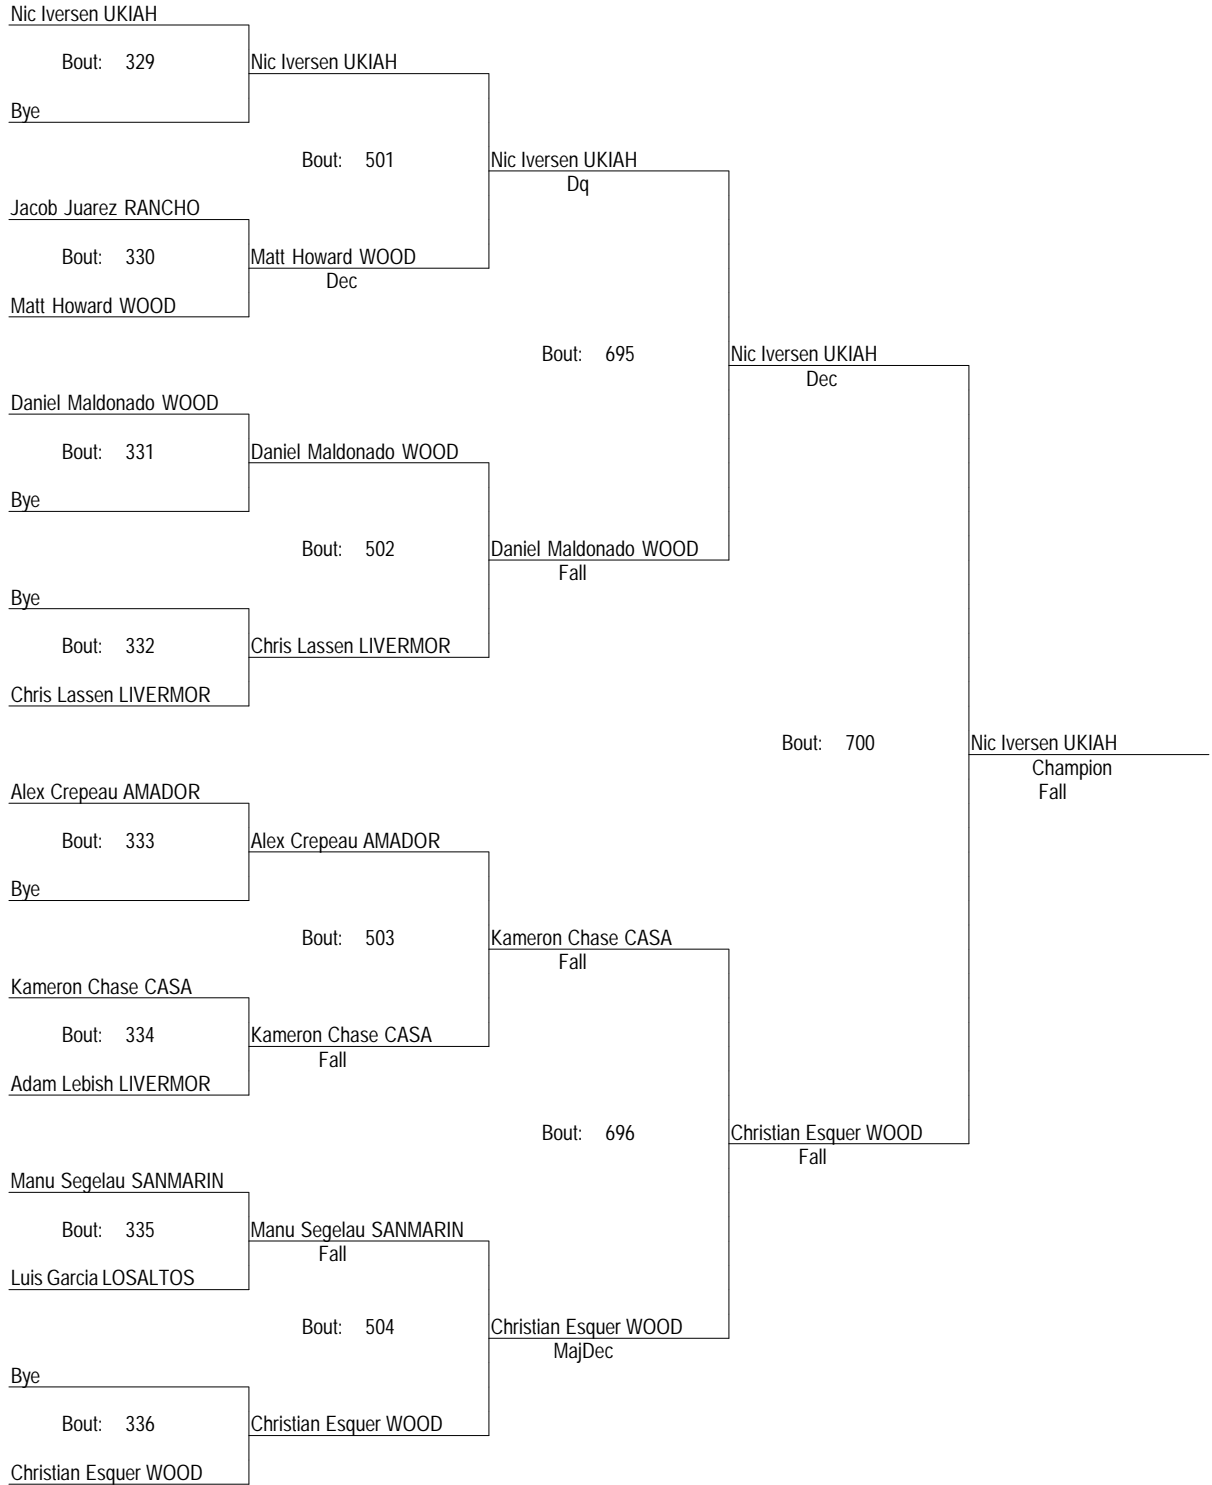 Nic Iversen UKIAH
Bout: 329
Nic Iversen UKIAH
Bye
Bout: 501
Nic Iversen UKIAH
Dq
Jacob Juarez RANCHO
Bout: 330
Matt Howard WOOD
Dec
Matt Howard WOOD
Bout: 695
Nic Iversen UKIAH
Dec
Daniel Maldonado WOOD
Bout: 331
Daniel Maldonado WOOD
Bye
Bout: 502
Daniel Maldonado WOOD
Fall
Bye
Bout: 332
Chris Lassen LIVERMOR
Chris Lassen LIVERMOR
Bout: 700
Nic Iversen UKIAH
Champion
Fall
Alex Crepeau AMADOR
Bout: 333
Alex Crepeau AMADOR
Bye
Bout: 503
Kameron Chase CASA
Fall
Kameron Chase CASA
Bout: 334
Kameron Chase CASA
Fall
Adam Lebish LIVERMOR
Bout: 696
Christian Esquer WOOD
Fall
Manu Segelau SANMARIN
Bout: 335
Manu Segelau SANMARIN
Fall
Luis Garcia LOSALTOS
Bout: 504
Christian Esquer WOOD
MajDec
Bye
Bout: 336
Christian Esquer WOOD
Christian Esquer WOOD